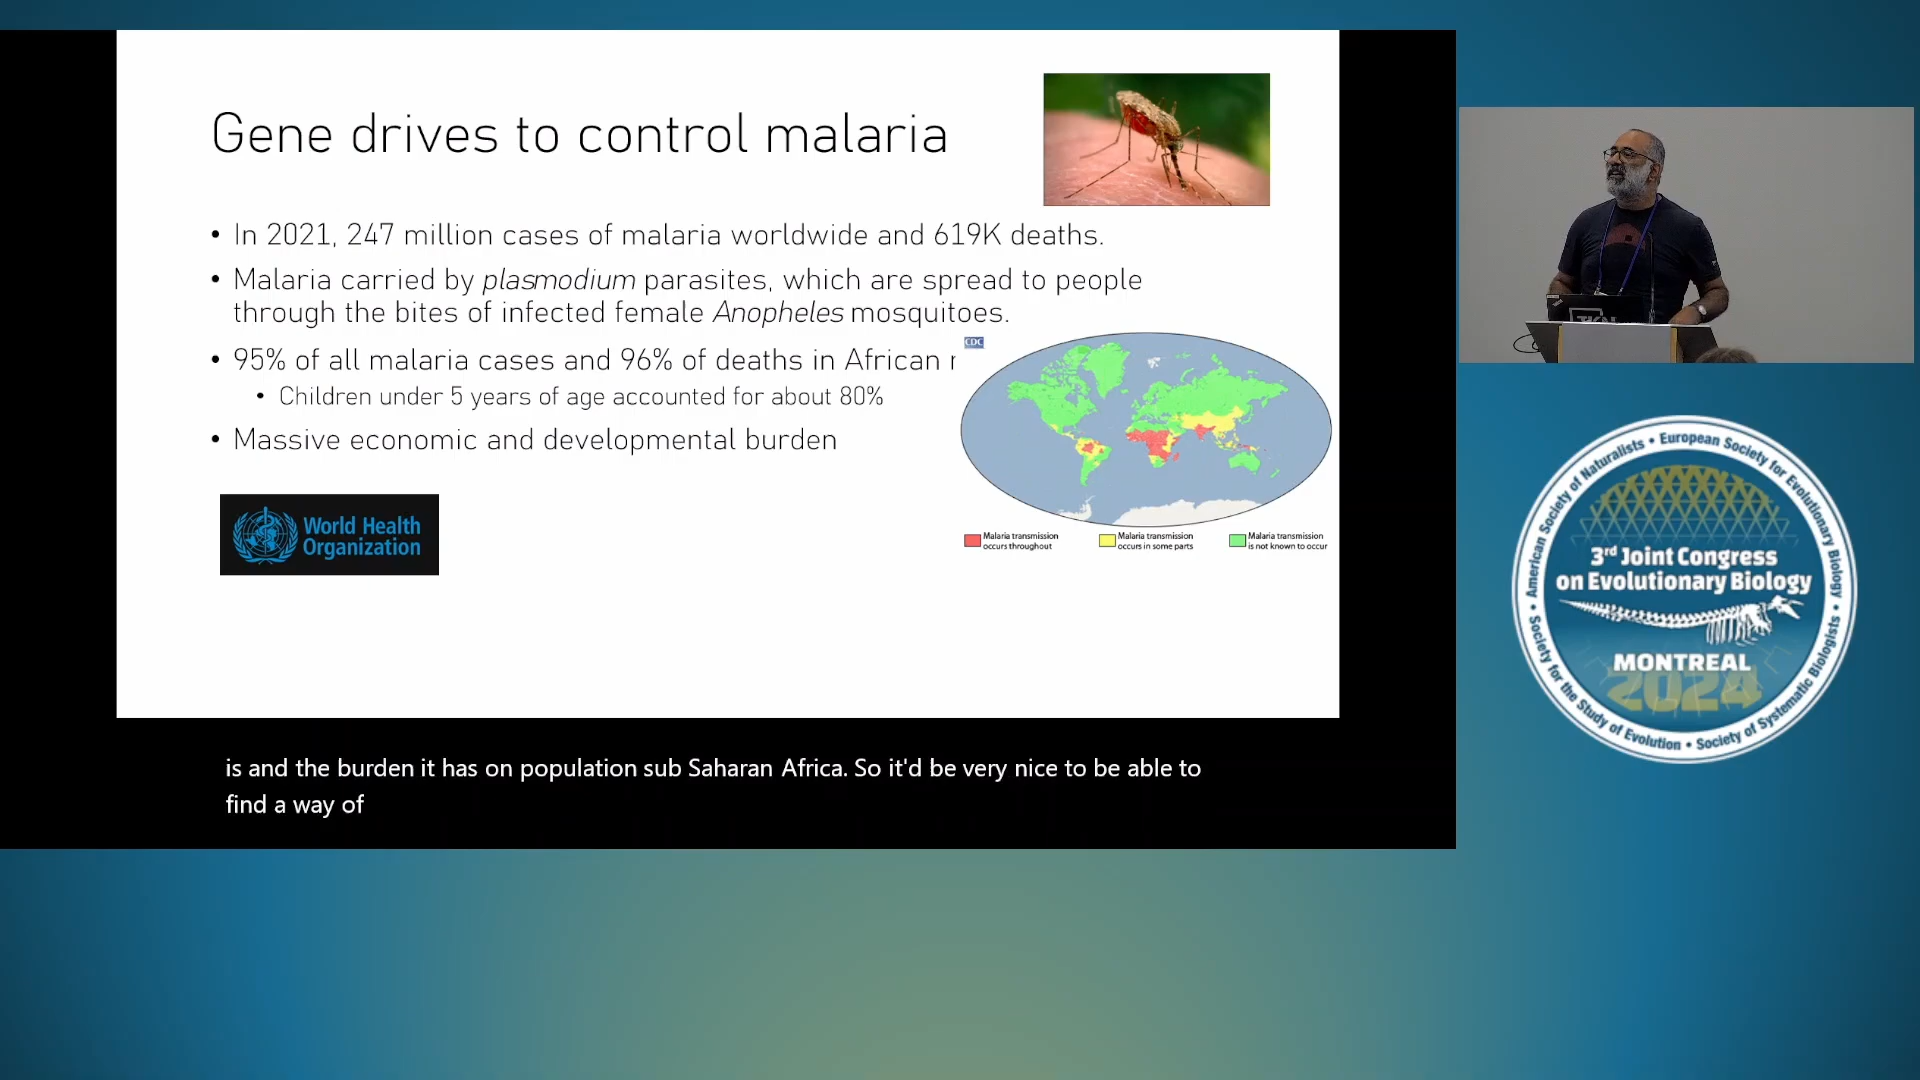 Gene drives to control malaria
• In 2021, 247 million cases of malaria worldwide and 619K deaths.
• Malaria carried by plasmodium parasites, which are spread to people
through the bites of infected female Anopheles mosquitoes.
• 95% of all malaria cases and 96% of deaths in African r
• Children under 5 years of age accounted for about 80%
• Massive economic and developmental burden
CDC
Malaria transmission
occurs throughout
Malaria transmission
occurs in some parts
Malaria transmission
is not known to occur
World Health
Organization
is and the burden it has on population sub Saharan Africa. So it'd be very nice to be able to
find a way of
American Society of Naturalists • European Society for Evolutionary Biology •
Society for the Study of Evolution • Society of Systematic Biologists •
3rd Joint Congress
on Evolutionary Biology
MONTREAL
2024